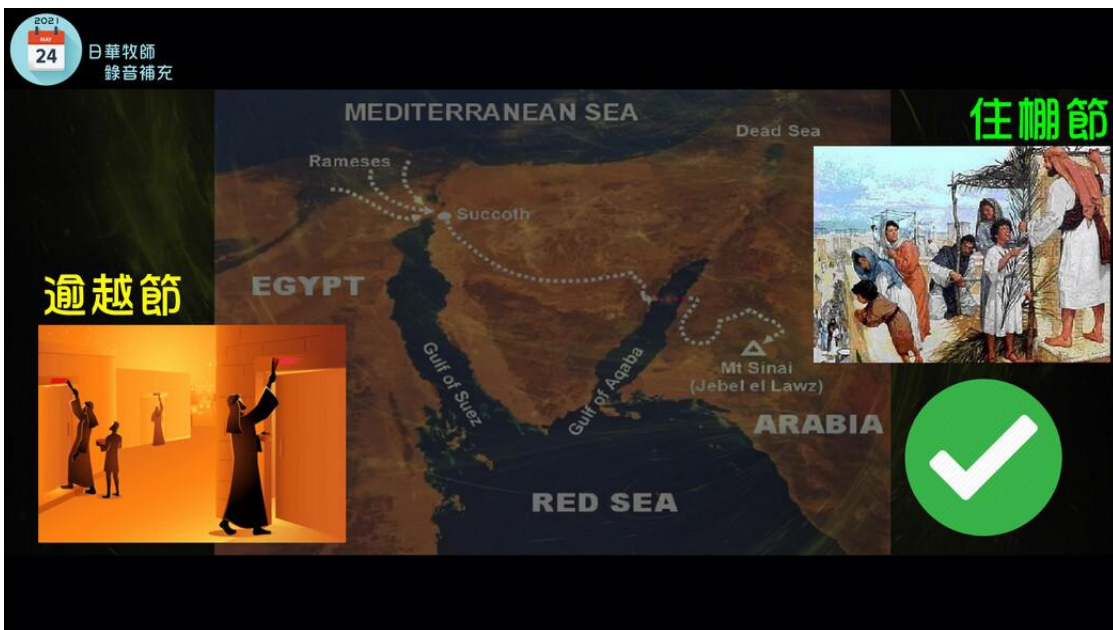 2021
MAY
24
日華牧師
錄音補充
MEDITERRANEAN SEA
Dead Sea
住棚節
Rameses
Succoth
逾越節
EGYPT
Gulf of Suez
Gulf of Aqaba
Mt Sinai
(Jebel el Lawz)
ARABIA
RED SEA